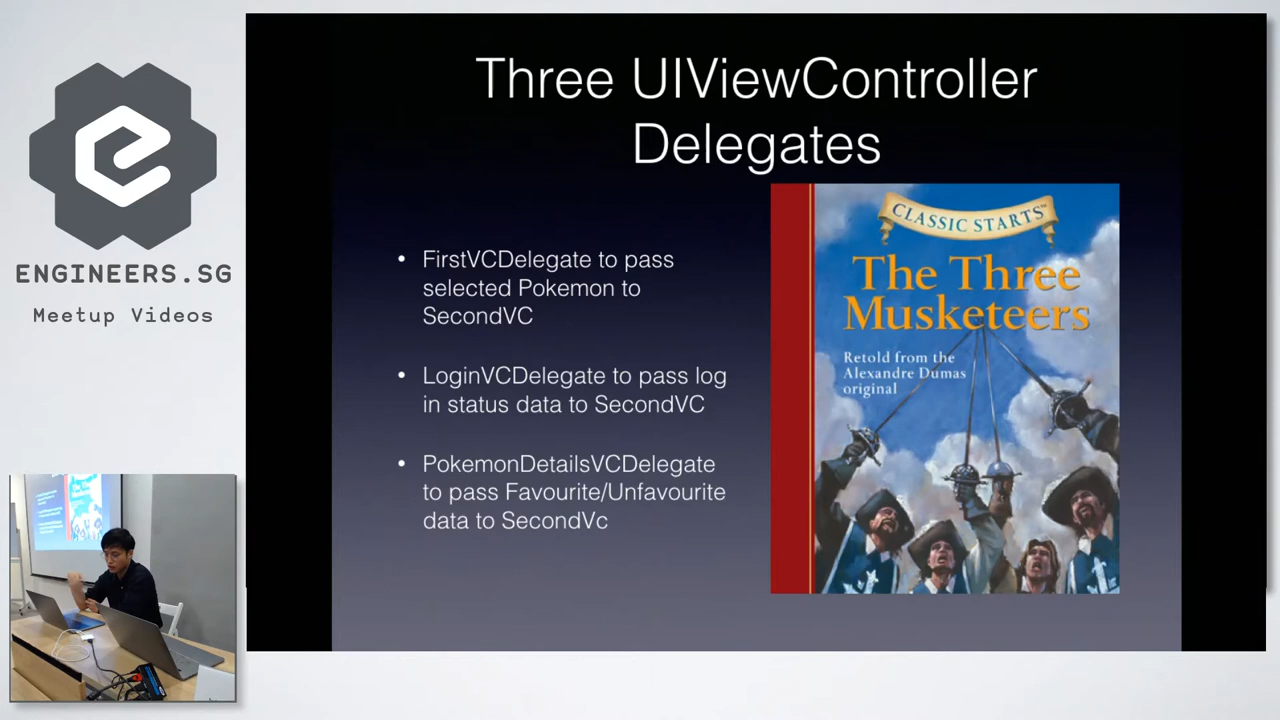 ENGINEERS.SG
Meetup Videos
Three UIViewController
Delegates
• FirstVCDelegate to pass
selected Pokemon to
SecondVC
• LoginVCDelegate to pass log
in status data to SecondVC
• PokemonDetailsVCDelegate
to pass Favourite/Unfavourite
data to SecondVc
CLASSIC STARTS™
The Three
Musketeers
Retold from the
Alexandre Dumas
original